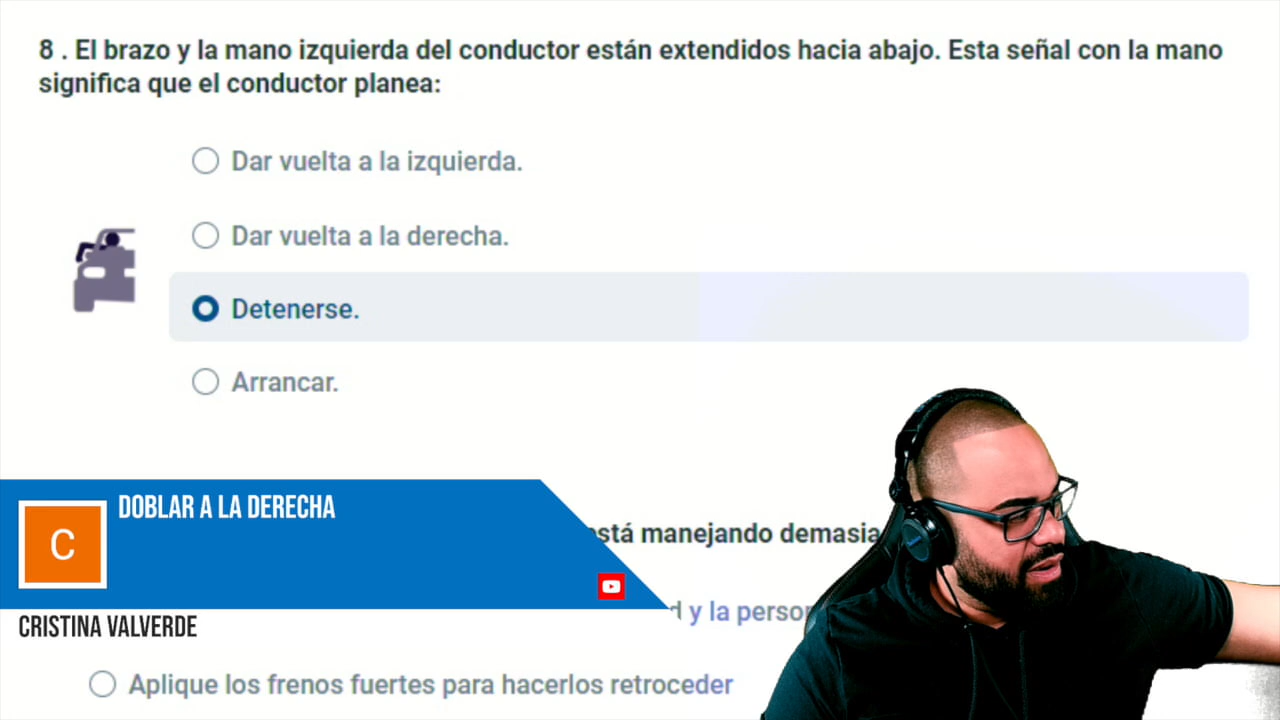 8 . El brazo y la mano izquierda del conductor están extendidos hacia abajo. Esta señal con la mano
significa que el conductor planea:
Dar vuelta a la izquierda.
Dar vuelta a la derecha.
Detenerse.
Arrancar.
DOBLAR A LA DERECHA
C
está manejando demasia
d y la person
CRISTINA VALVERDE
Aplique los frenos fuertes para hacerlos retroceder